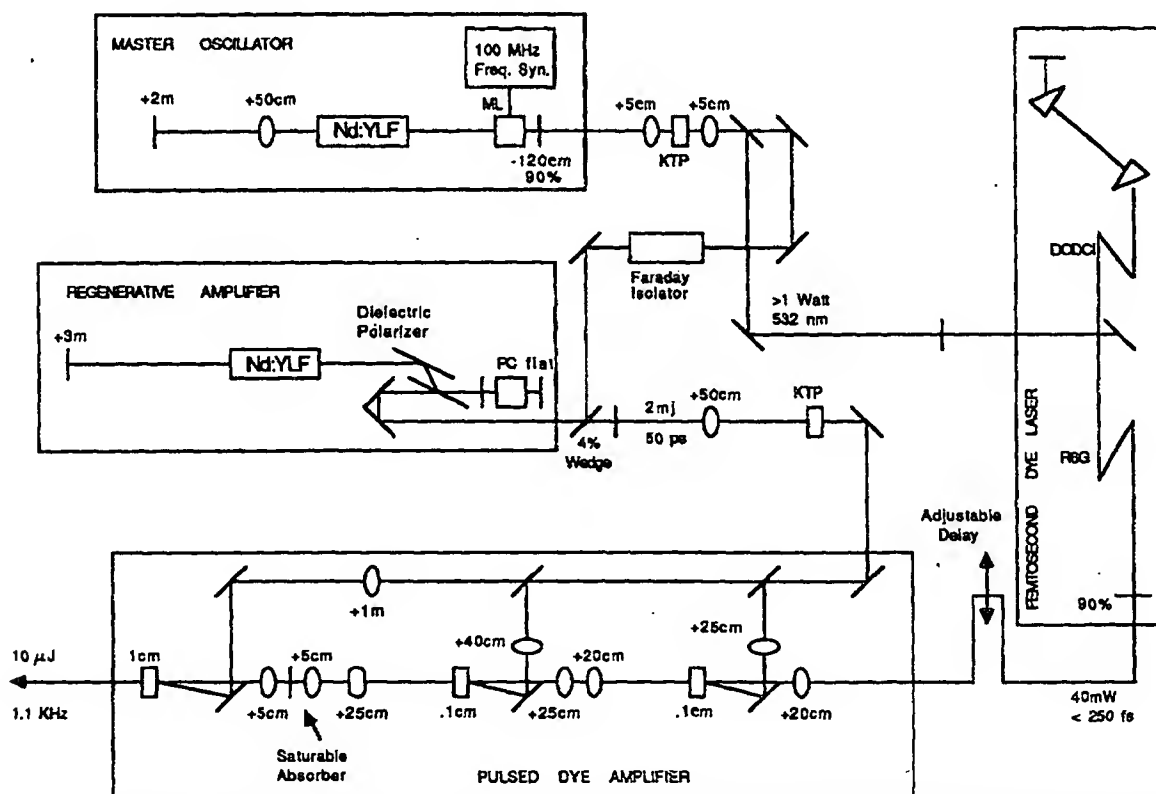 MASTER OSCILLATOR
100 MHz
Freq. Syn.
+2m
+50cm
Nd:YLF
ML
-120cm
90%
+5cm
+5cm
KTP
Faraday
Isolator
>1 Watt
532 nm
DODCI
R6G
FEMTOSECOND DYE LASER
90%
REGENERATIVE AMPLIFIER
Dielectric
Polarizer
+3m
Nd:YLF
PC flat
4%
Wedge
2mj
50 ps
+50cm
KTP
Adjustable
Delay
+1m
+40cm
+25cm
10 µJ
1.1 KHz
1cm
+5cm
+5cm
+25cm
.1cm
+20cm
+25cm
.1cm
+20cm
40mW
< 250 fs
Saturable
Absorber
PULSED DYE AMPLIFIER